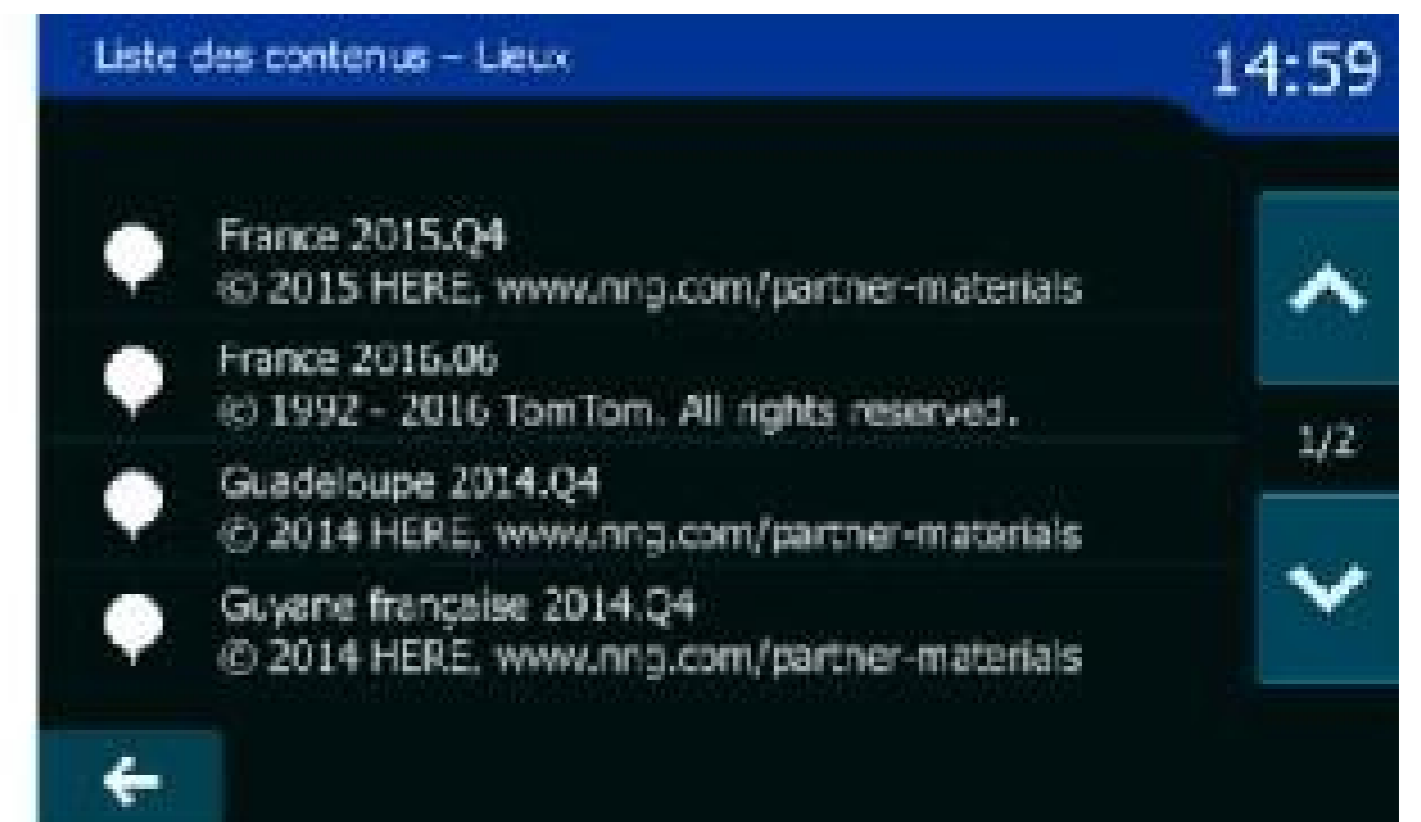 Liste des contenus – Lieux
14:59
France 2015.Q4
© 2015 HERE, www.nng.com/partner-materials
France 2016.06
© 1992 - 2016 TomTom. All rights reserved.
1/2
Guadeloupe 2014.Q4
© 2014 HERE, www.nng.com/partner-materials
Guyane française 2014.Q4
© 2014 HERE, www.nng.com/partner-materials